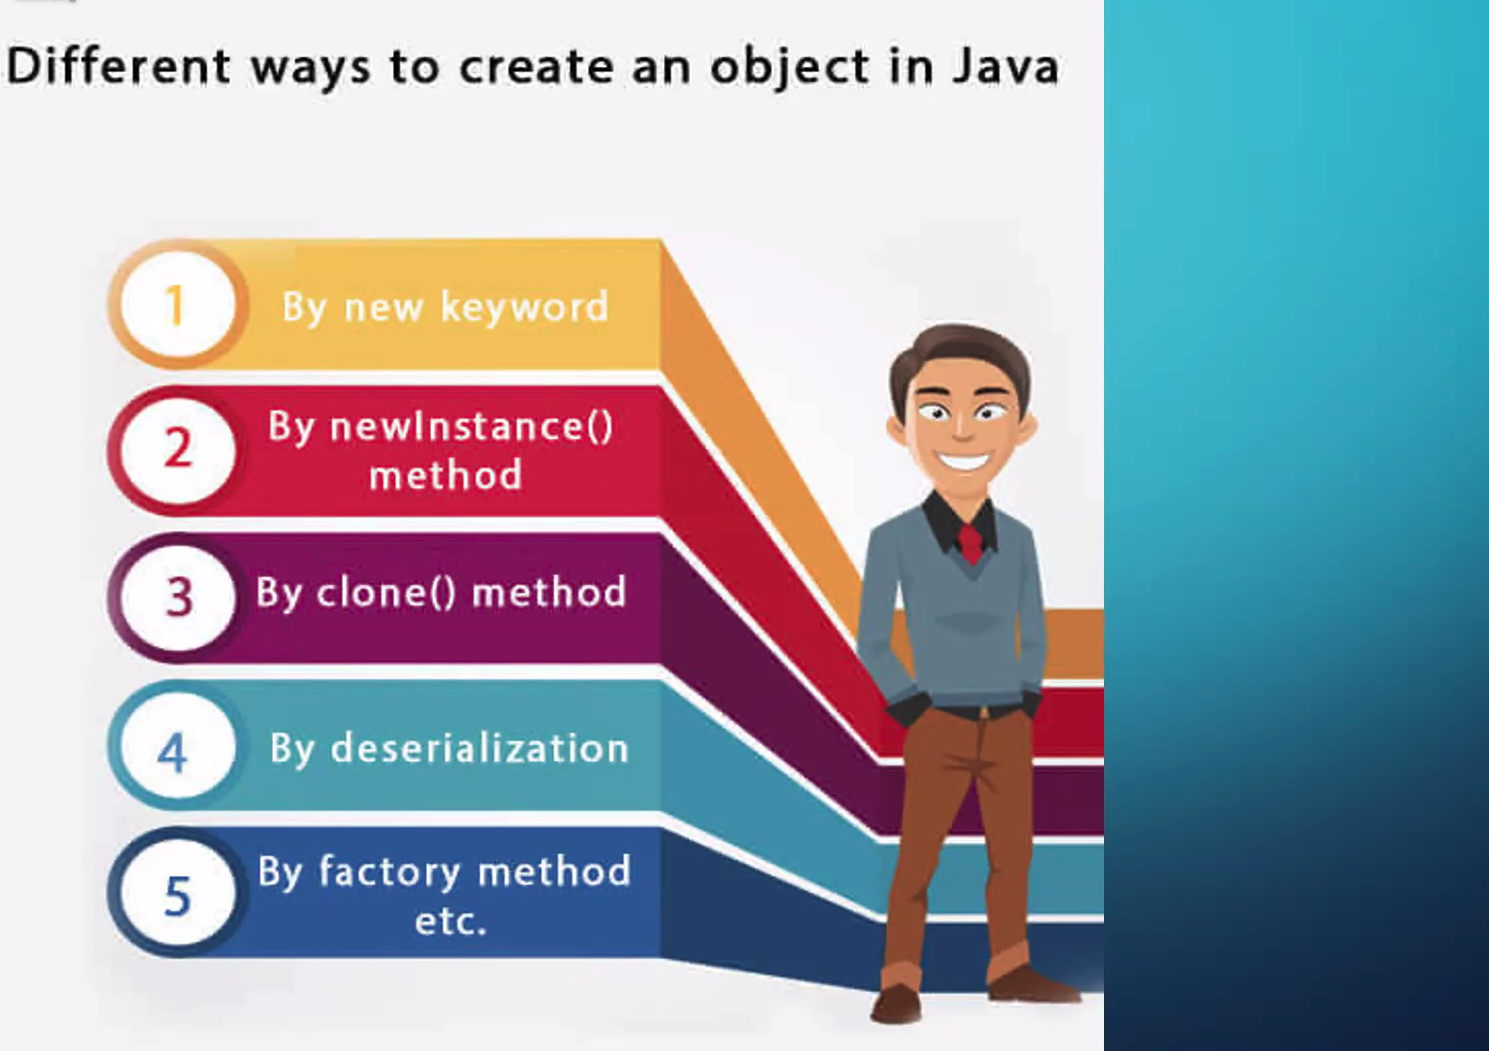 Different ways to create an object in Java
1
By new keyword
2
By newInstance()
method
3
By clone() method
4
By deserialization
5
By factory method
etc.